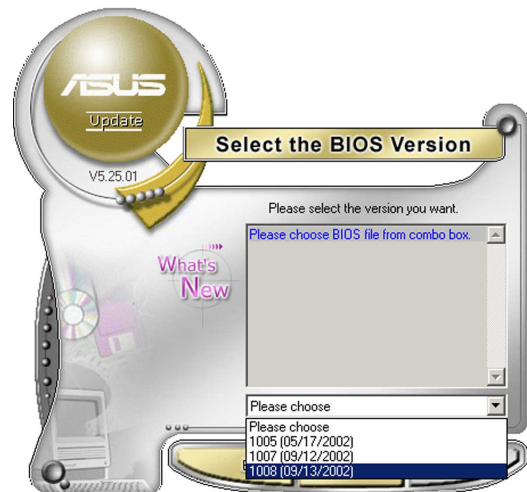 ASUS
Update
V5.25.01
Select the BIOS Version
Please select the version you want.
Please choose BIOS file from combo box.
What's
New
Please choose
Please choose
1005 (05/17/2002)
1007 (09/12/2002)
1008 (09/13/2002)